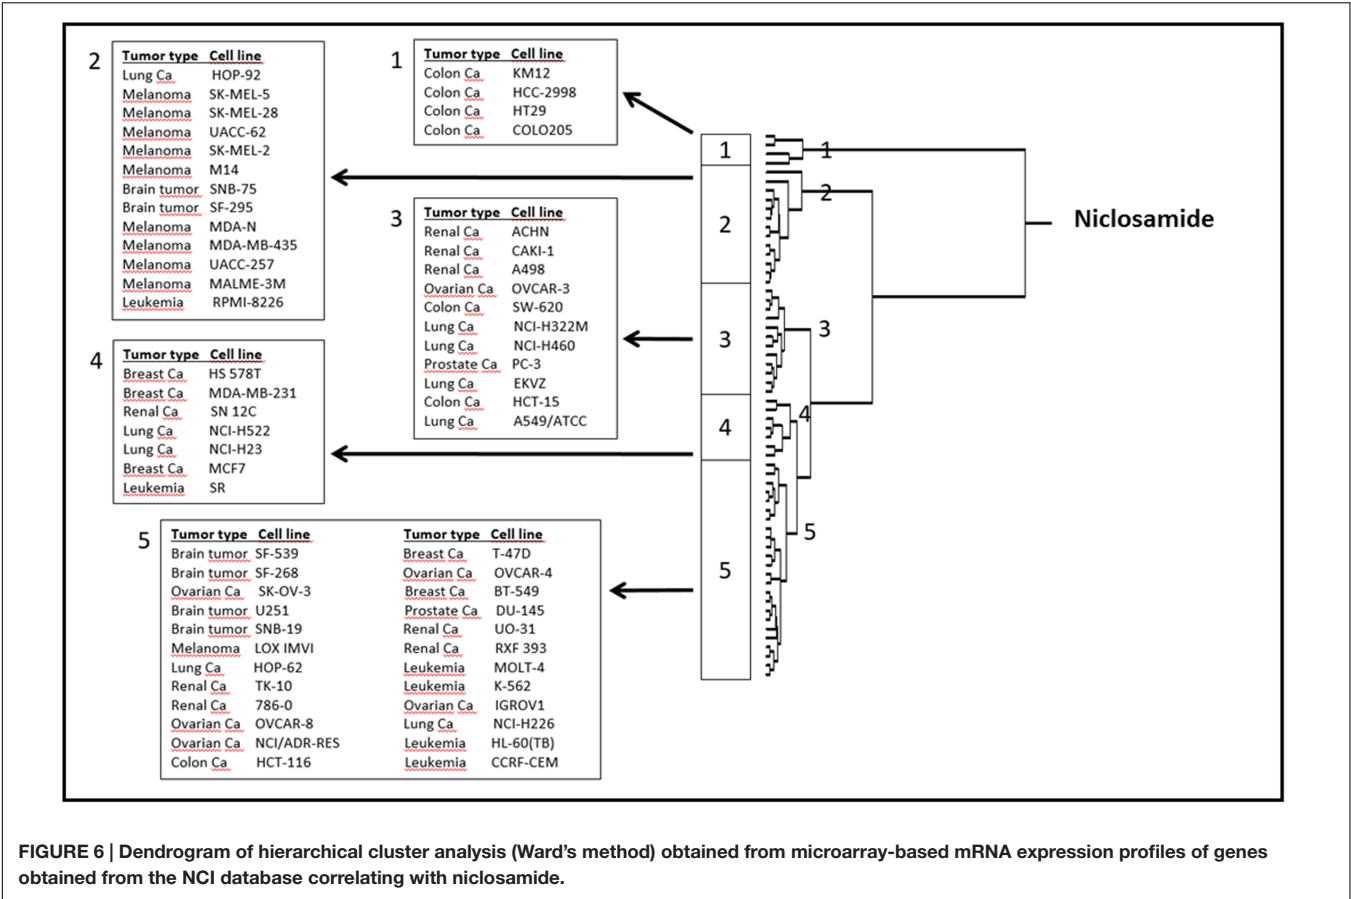 2
Tumor type Cell line
Lung Ca HOP-92
Melanoma SK-MEL-5
Melanoma SK-MEL-28
Melanoma UACC-62
Melanoma SK-MEL-2
Melanoma M14
Brain tumor SNB-75
Brain tumor SF-295
Melanoma MDA-N
Melanoma MDA-MB-435
Melanoma UACC-257
Melanoma MALME-3M
Leukemia RPMI-8226
1
Tumor type Cell line
Colon Ca KM12
Colon Ca HCC-2998
Colon Ca HT29
Colon Ca COLO205
3
Tumor type Cell line
Renal Ca ACHN
Renal Ca CAKI-1
Renal Ca A498
Ovarian Ca OVCAR-3
Colon Ca SW-620
Lung Ca NCI-H322M
Lung Ca NCI-H460
Prostate Ca PC-3
Lung Ca EKVZ
Colon Ca HCT-15
Lung Ca A549/ATCC
4
Tumor type Cell line
Breast Ca HS 578T
Breast Ca MDA-MB-231
Renal Ca SN 12C
Lung Ca NCI-H522
Lung Ca NCI-H23
Breast Ca MCF7
Leukemia SR
5
Tumor type Cell line
Brain tumor SF-539
Brain tumor SF-268
Ovarian Ca SK-OV-3
Brain tumor U251
Brain tumor SNB-19
Melanoma LOX IMVI
Lung Ca HOP-62
Renal Ca TK-10
Renal Ca 786-0
Ovarian Ca OVCAR-8
Ovarian Ca NCI/ADR-RES
Colon Ca HCT-116
Tumor type Cell line
Breast Ca T-47D
Ovarian Ca OVCAR-4
Breast Ca BT-549
Prostate Ca DU-145
Renal Ca UO-31
Renal Ca RXF 393
Leukemia MOLT-4
Leukemia K-562
Ovarian Ca IGROV1
Lung Ca NCI-H226
Leukemia HL-60(TB)
Leukemia CCRF-CEM
1
2
3
4
5
1
2
3
4
5
Niclosamide
FIGURE 6 | Dendrogram of hierarchical cluster analysis (Ward's method) obtained from microarray-based mRNA expression profiles of genes
obtained from the NCI database correlating with niclosamide.